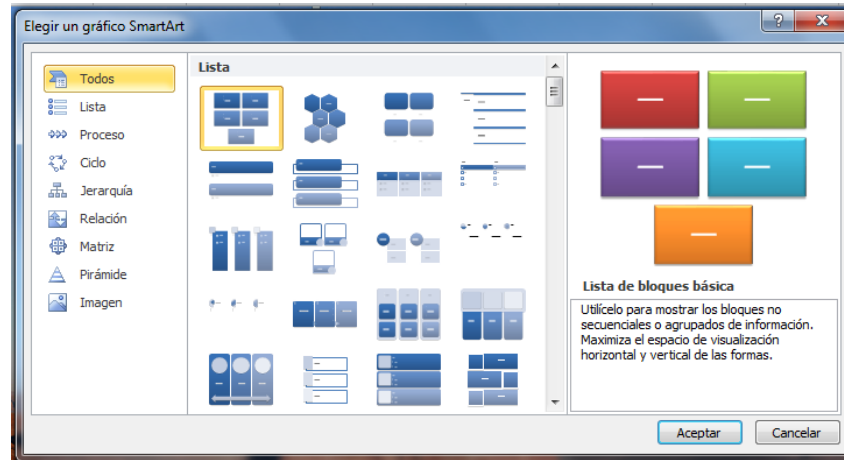 Elegir un gráfico SmartArt
Todos
Lista
Proceso
Ciclo
Jerarquía
Relación
Matriz
Pirámide
Imagen
Lista
Lista de bloques básica
Utilícelo para mostrar los bloques no
secuenciales o agrupados de información.
Maximiza el espacio de visualización
horizontal y vertical de las formas.
Aceptar
Cancelar